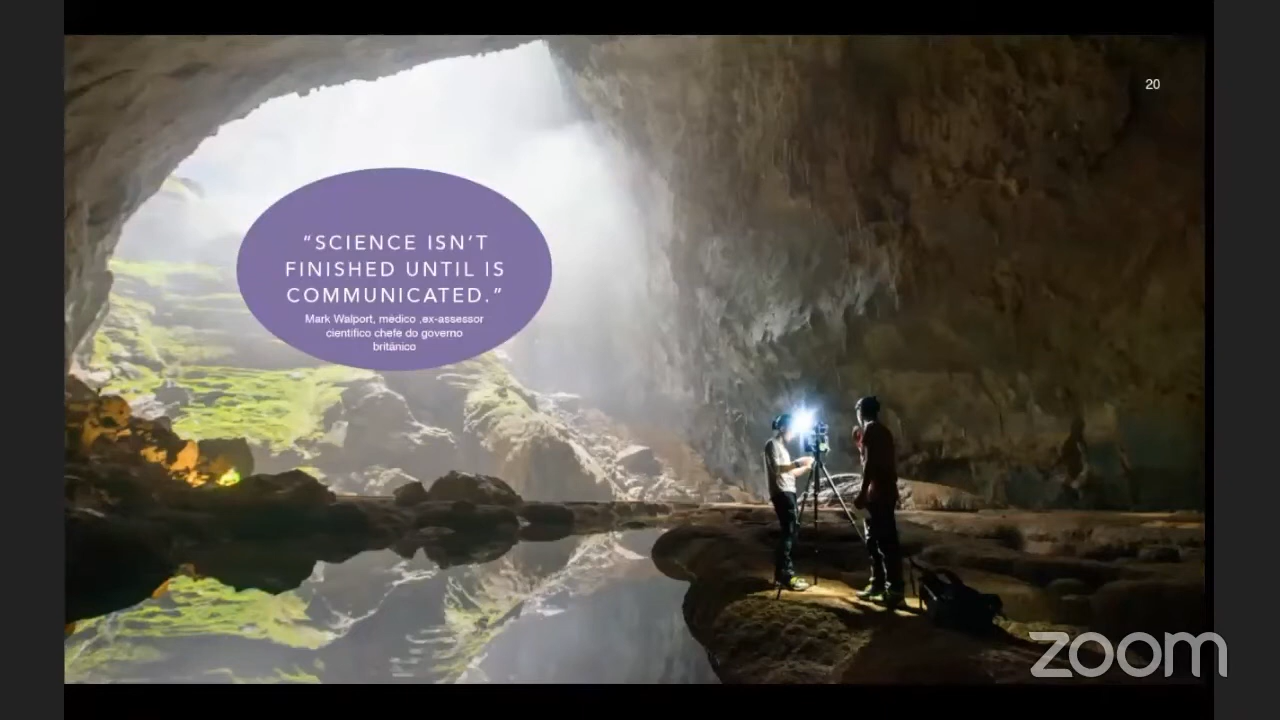 20
“SCIENCE ISN’T
FINISHED UNTIL IS
COMMUNICATED.”
Mark Walport, médico ,ex-assessor
científico chefe do governo
britânico
zoom